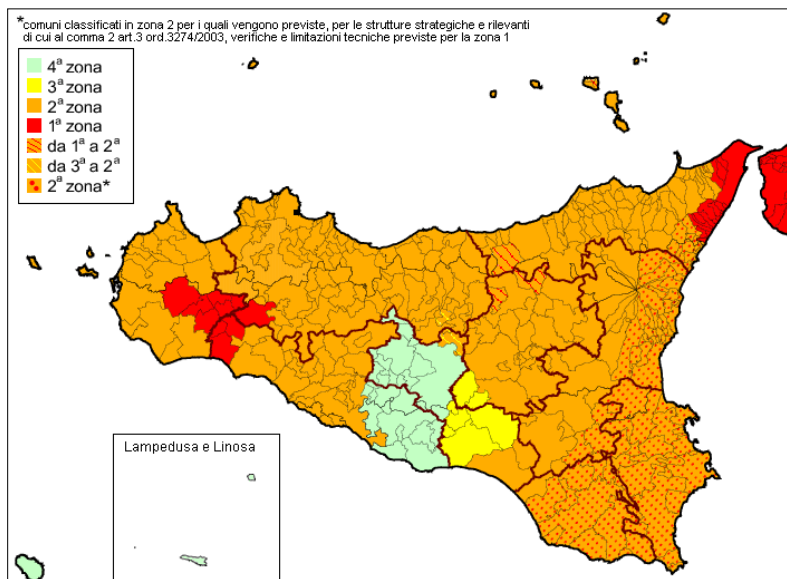 *comuni classificati in zona 2 per i quali vengono previste, per le strutture strategiche e rilevanti
di cui al comma 2 art.3 ord.3274/2003, verifiche e limitazioni tecniche previste per la zona 1
4ª zona
3ª zona
2ª zona
1ª zona
da 1ª a 2ª
da 3ª a 2ª
2ª zona*
Lampedusa e Linosa